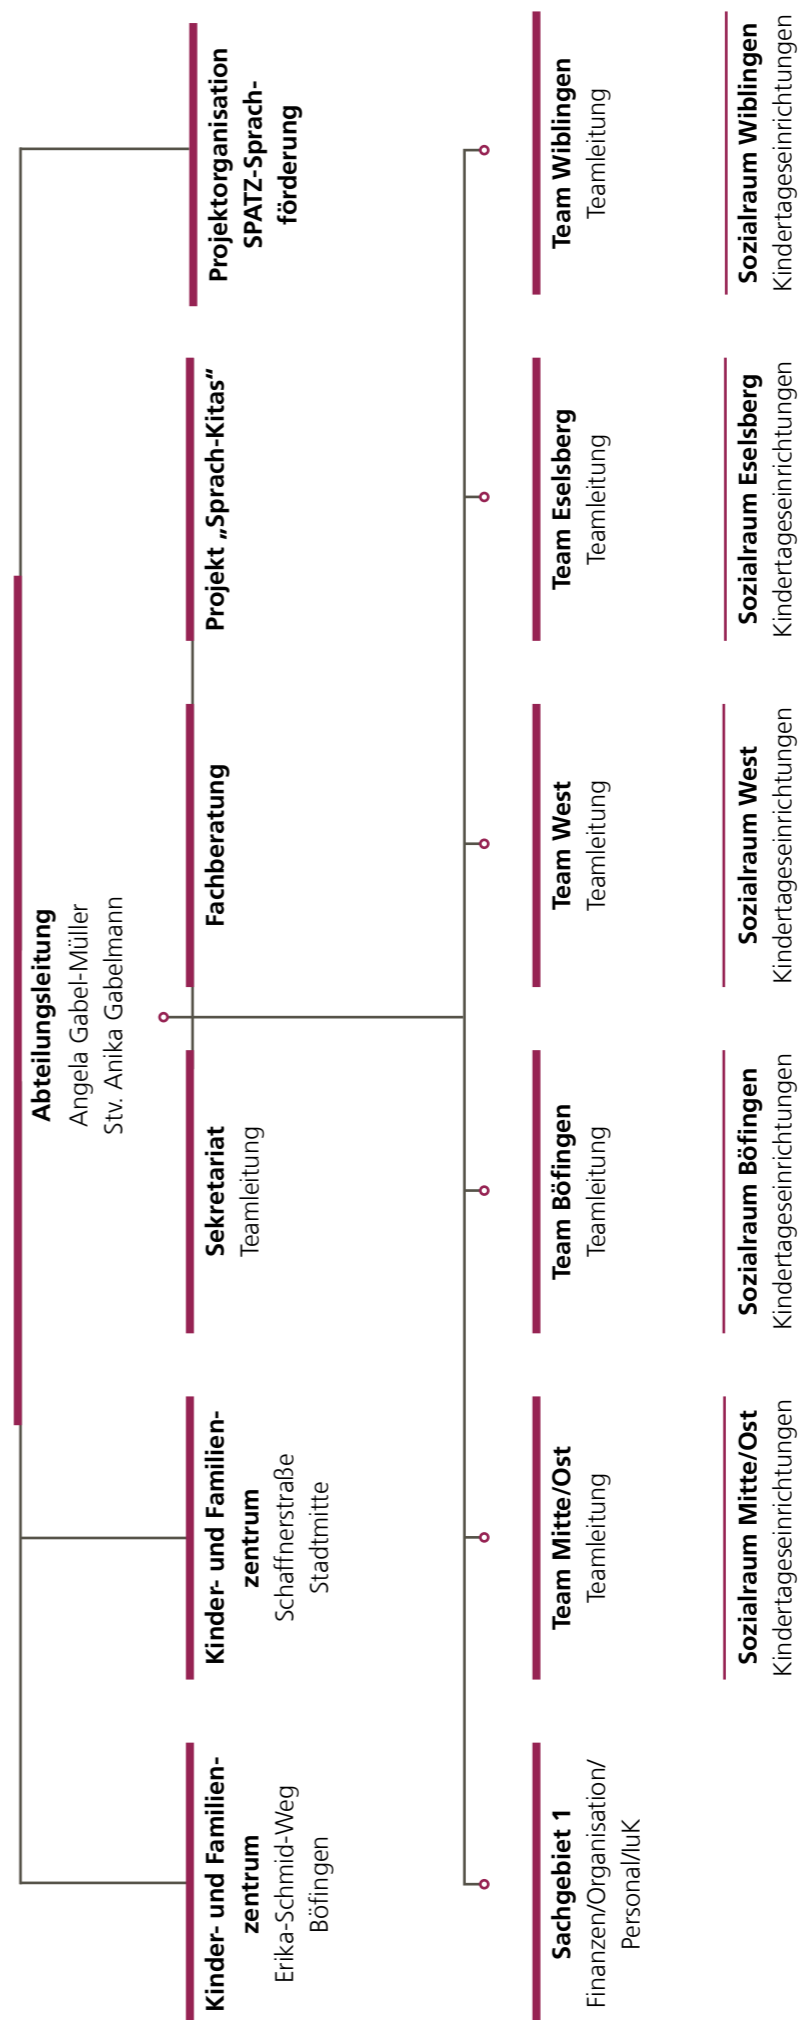 Abteilungsleitung
Angela Gabel-Müller
Stv. Anika Gabelmann
Kinder- und Familien-
zentrum
Erika-Schmid-Weg
Böfingen
Kinder- und Familien-
zentrum
Schaffnerstraße
Stadtmitte
Sekretariat
Teamleitung
Fachberatung
Projekt „Sprach-Kitas“
Projektorganisation
SPATZ-Sprach-
förderung
Sachgebiet 1
Finanzen/Organisation/
Personal/IuK
Team Mitte/Ost
Teamleitung
Team Böfingen
Teamleitung
Team West
Teamleitung
Team Eselsberg
Teamleitung
Team Wiblingen
Teamleitung
Sozialraum Mitte/Ost
Kindertageseinrichtungen
Sozialraum Böfingen
Kindertageseinrichtungen
Sozialraum West
Kindertageseinrichtungen
Sozialraum Eselsberg
Kindertageseinrichtungen
Sozialraum Wiblingen
Kindertageseinrichtungen